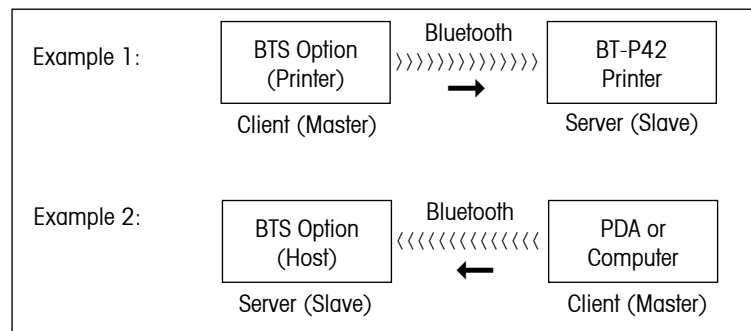 Example 1:
BTS Option
(Printer)
Client (Master)
Bluetooth
BT-P42
Printer
Server (Slave)
Example 2:
BTS Option
(Host)
Server (Slave)
Bluetooth
PDA or
Computer
Client (Master)